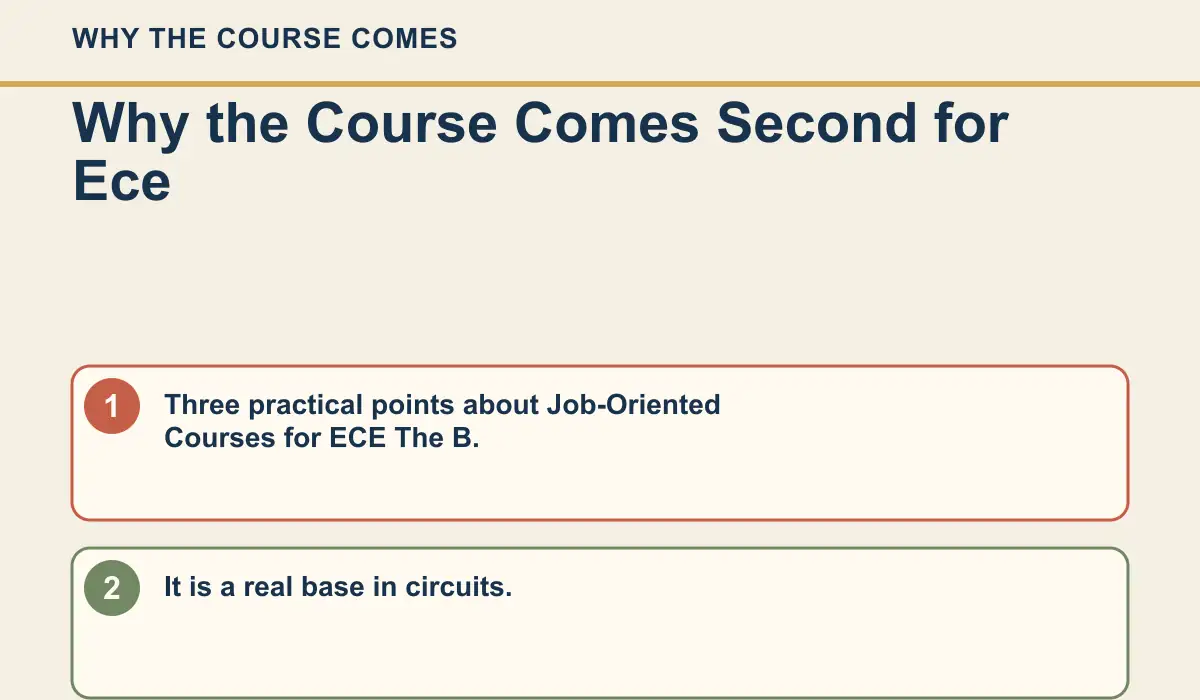 WHY THE COURSE COMES
Why the Course Comes Second for
Ece
1
Three practical points about Job-Oriented
Courses for ECE The B.
2
It is a real base in circuits.